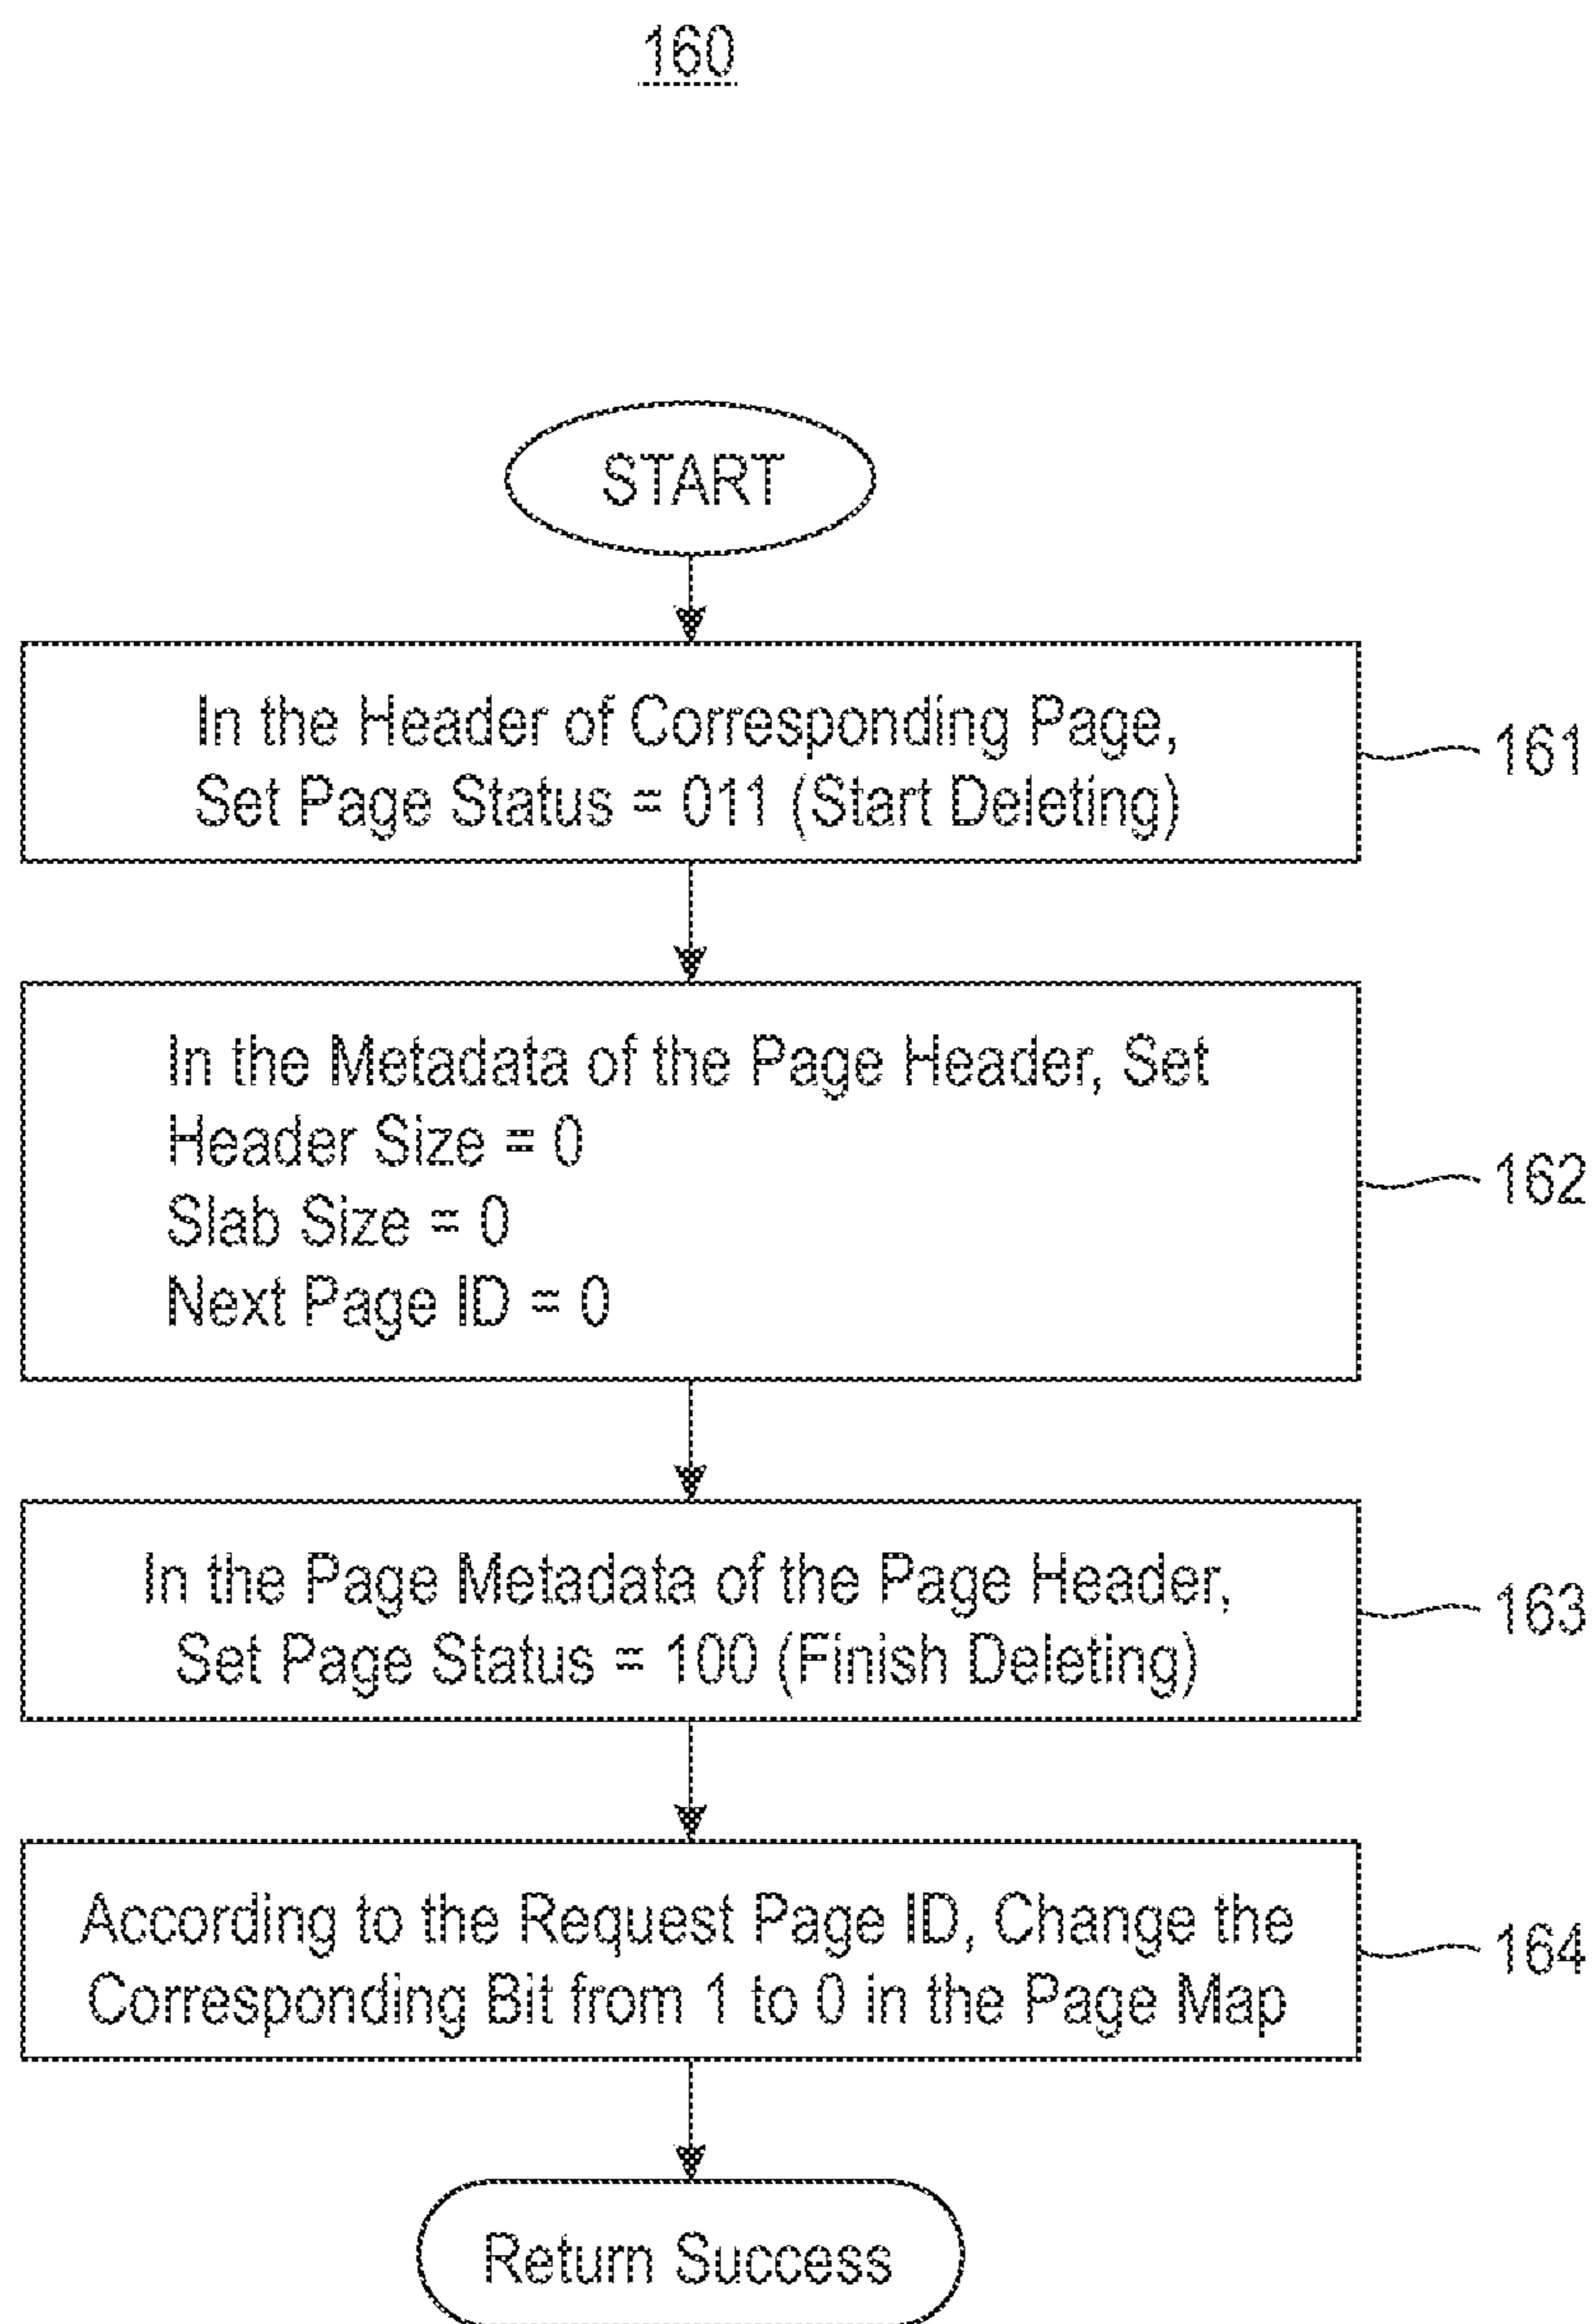 160
START
In the Header of Corresponding Page,
Set Page Status = 011 (Start Deleting)
161
In the Metadata of the Page Header, Set
Header Size = 0
Slab Size = 0
Next Page ID = 0
162
In the Page Metadata of the Page Header,
Set Page Status = 100 (Finish Deleting)
163
According to the Request Page ID, Change the
Corresponding Bit from 1 to 0 in the Page Map
164
Return Success